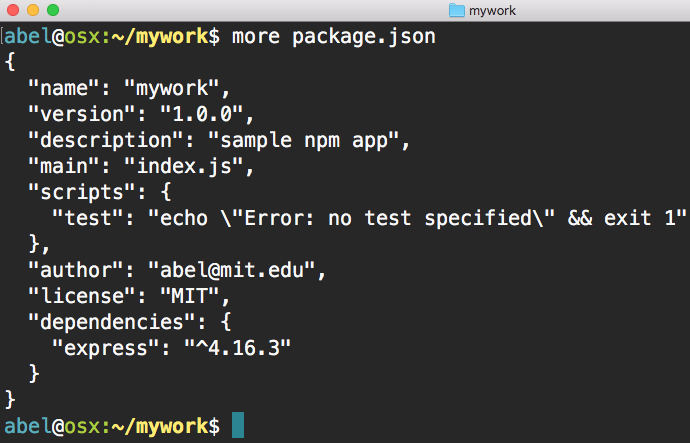 mywork
abel@osx:~/mywork$ more package.json
{
  "name": "mywork",
  "version": "1.0.0",
  "description": "sample npm app",
  "main": "index.js",
  "scripts": {
    "test": "echo \"Error: no test specified\" && exit 1"
  },
  "author": "abel@mit.edu",
  "license": "MIT",
  "dependencies": {
    "express": "^4.16.3"
  }
}
abel@osx:~/mywork$